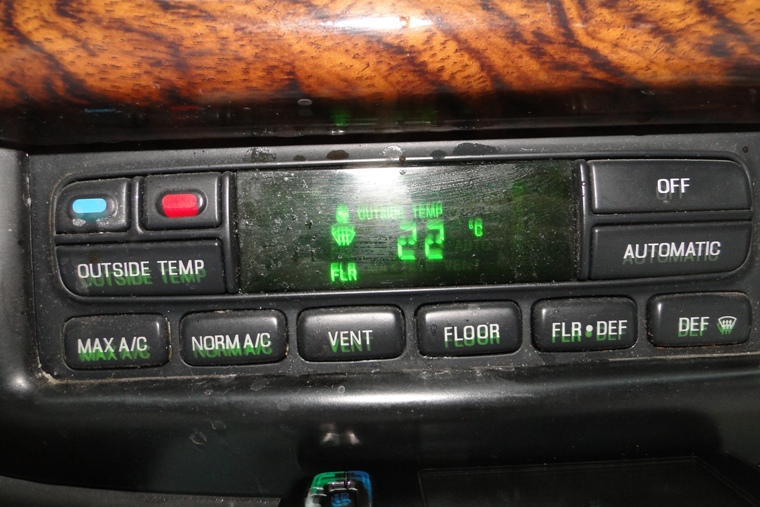 OUTSIDE TEMP
22
FLR
OFF
AUTOMATIC
OUTSIDE TEMP
MAX A/C
NORM A/C
VENT
FLOOR
FLR • DEF
DEF